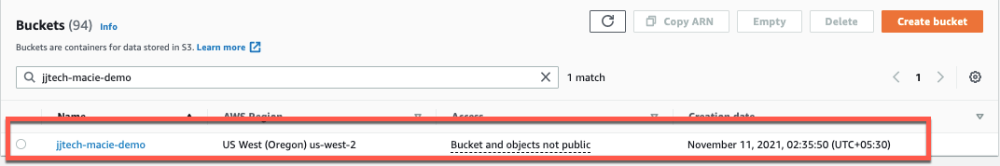 Buckets (94) Info
Copy ARN
Empty
Delete
Create bucket
Buckets are containers for data stored in S3. Learn more
jjtech-macie-demo
1 match
1
Name
AWS Region
Access
Creation date
jjtech-macie-demo
US West (Oregon) us-west-2
Bucket and objects not public
November 11, 2021, 02:35:50 (UTC+05:30)